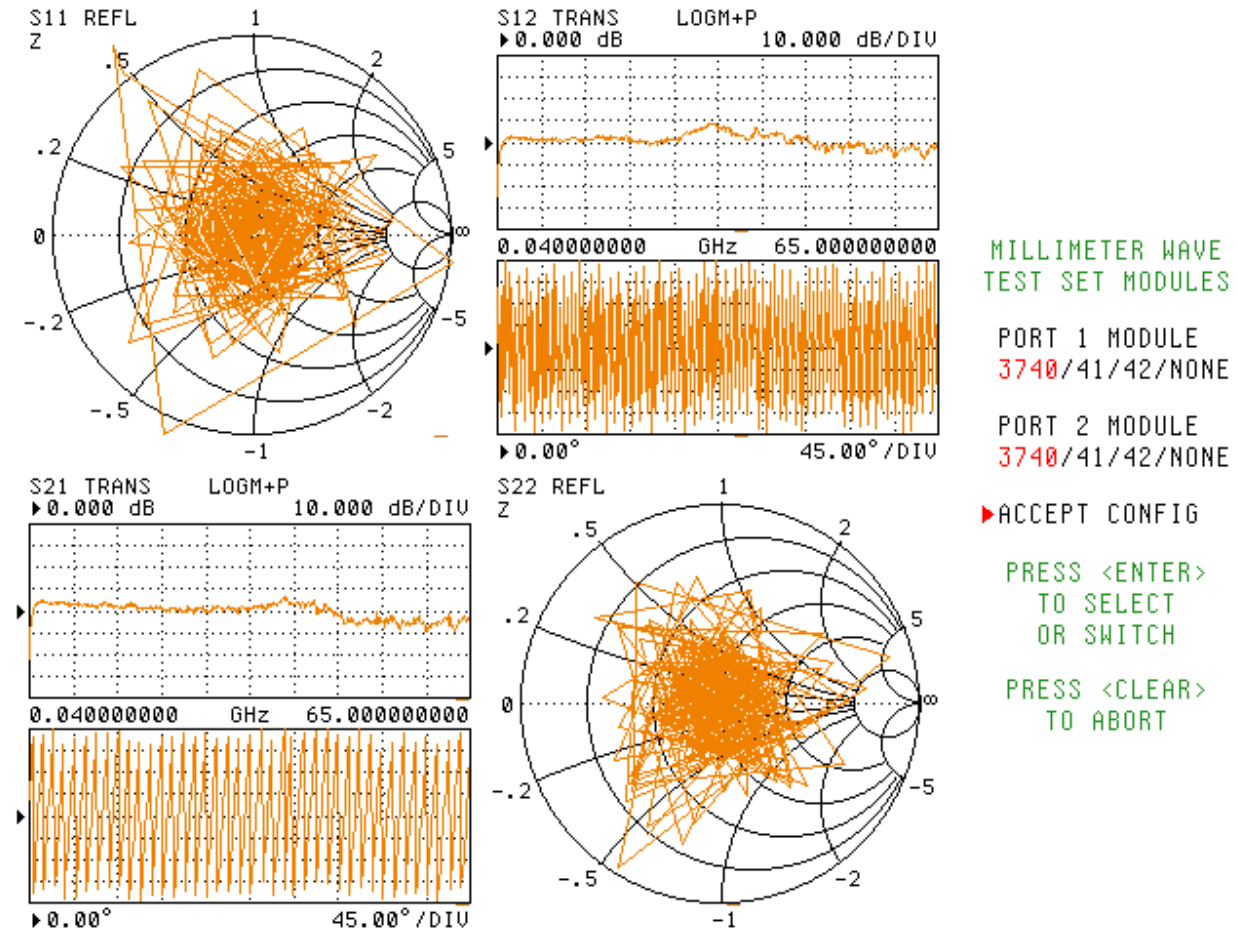 S11 REFL
Z
1
.5
2
.2
5
0
∞
-.2
-5
-.5
-2
-1
S12 TRANS LOGM+P
▶0.000 dB 10.000 dB/DIV
0.040000000 GHz 65.000000000
▶0.00° 45.00°/DIV
S21 TRANS LOGM+P
▶0.000 dB 10.000 dB/DIV
0.040000000 GHz 65.000000000
▶0.00° 45.00°/DIV
S22 REFL
Z
1
.5
2
.2
5
0
∞
-.2
-5
-.5
-2
-1
MILLIMETER WAVE
TEST SET MODULES
PORT 1 MODULE
3740/41/42/NONE
PORT 2 MODULE
3740/41/42/NONE
▶ACCEPT CONFIG
PRESS <ENTER>
TO SELECT
OR SWITCH
PRESS <CLEAR>
TO ABORT